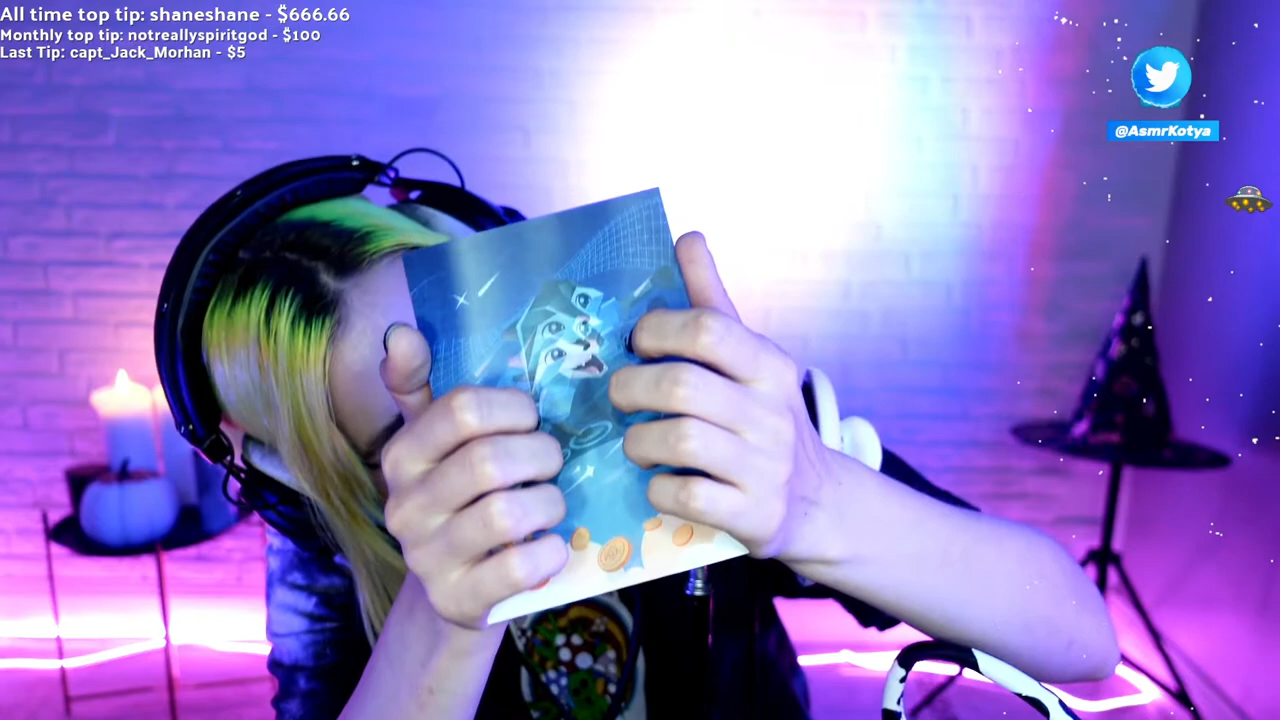 All time top tip: shaneshane - $666.66
Monthly top tip: notreallyspiritgod - $100
Last Tip: capt_Jack_Morhan - $5
@AsmrKotya